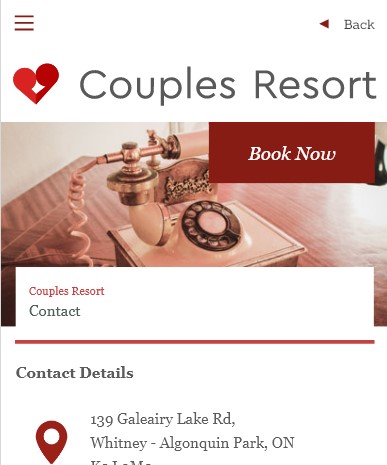 Back
Couples Resort
Book Now
Couples Resort
Contact
Contact Details
139 Galeairy Lake Rd,
Whitney - Algonquin Park, ON